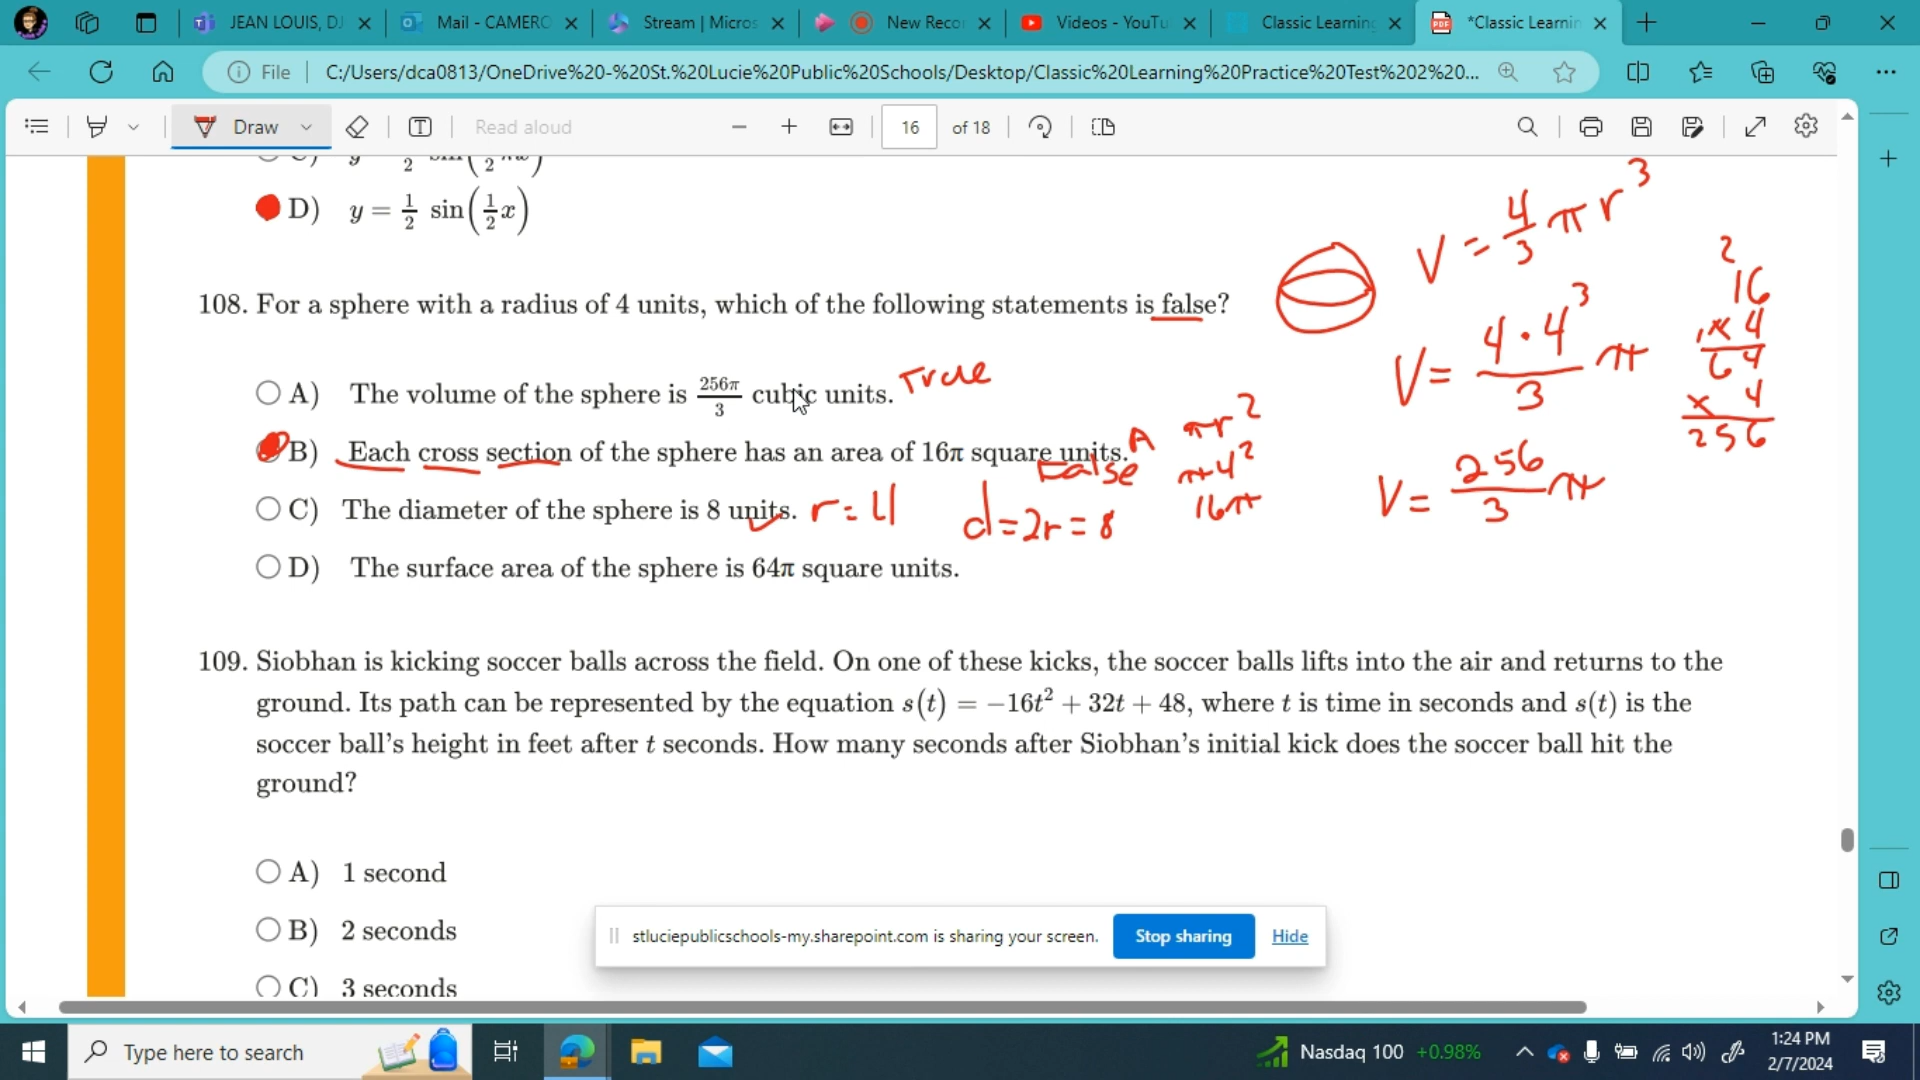 JEAN LOUIS, DJ
Mail - CAMERO
Stream | Micros
New Reco
Videos - YouTu
Classic Learning
*Classic Learnin
File
C:/Users/dca0813/OneDrive%20-%20St.%20Lucie%20Public%20Schools/Desktop/Classic%20Learning%20Practice%20Test%202%20...
Draw
Read aloud
16
of 18
D) y = 1/2 sin(1/2 x)
108. For a sphere with a radius of 4 units, which of the following statements is false?
A) The volume of the sphere is 256π/3 cubic units.
True
B) Each cross section of the sphere has an area of 16π square units.
False
A πr²
π4²
16π
C) The diameter of the sphere is 8 units.
r = 4
d = 2r = 8
D) The surface area of the sphere is 64π square units.
V = 4/3 π r³
V = 4 · 4³/3 π
V = 256/3 π
2
16
× 4
64
× 4
256
109. Siobhan is kicking soccer balls across the field. On one of these kicks, the soccer balls lifts into the air and returns to the
ground. Its path can be represented by the equation s(t) = −16t² + 32t + 48, where t is time in seconds and s(t) is the
soccer ball's height in feet after t seconds. How many seconds after Siobhan's initial kick does the soccer ball hit the
ground?
A) 1 second
B) 2 seconds
C) 3 seconds
stluciepublicschools-my.sharepoint.com is sharing your screen.
Stop sharing
Hide
Type here to search
Nasdaq 100 +0.98%
1:24 PM
2/7/2024